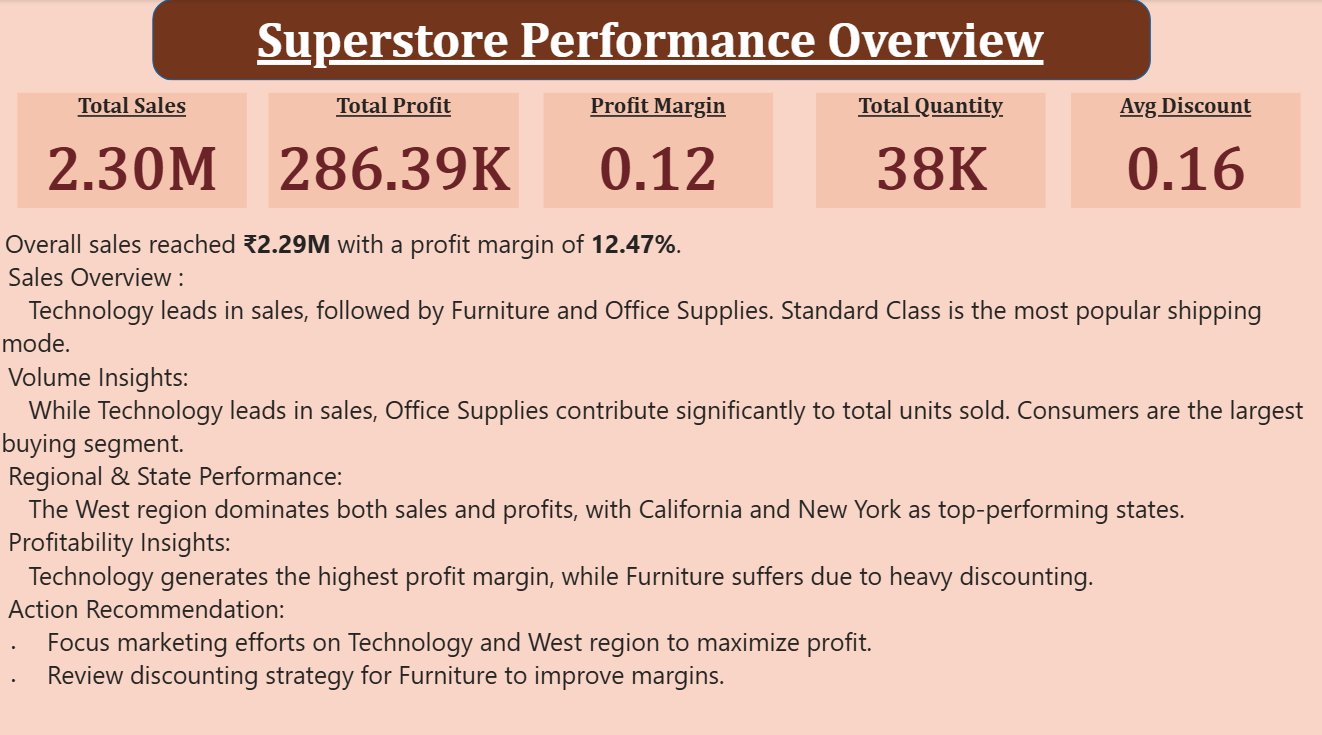 Superstore Performance Overview
Total Sales
2.30M
Total Profit
286.39K
Profit Margin
0.12
Total Quantity
38K
Avg Discount
0.16
Overall sales reached ₹2.29M with a profit margin of 12.47%.
Sales Overview :
Technology leads in sales, followed by Furniture and Office Supplies. Standard Class is the most popular shipping
mode.
Volume Insights:
While Technology leads in sales, Office Supplies contribute significantly to total units sold. Consumers are the largest
buying segment.
Regional & State Performance:
The West region dominates both sales and profits, with California and New York as top-performing states.
Profitability Insights:
Technology generates the highest profit margin, while Furniture suffers due to heavy discounting.
Action Recommendation:
· Focus marketing efforts on Technology and West region to maximize profit.
· Review discounting strategy for Furniture to improve margins.